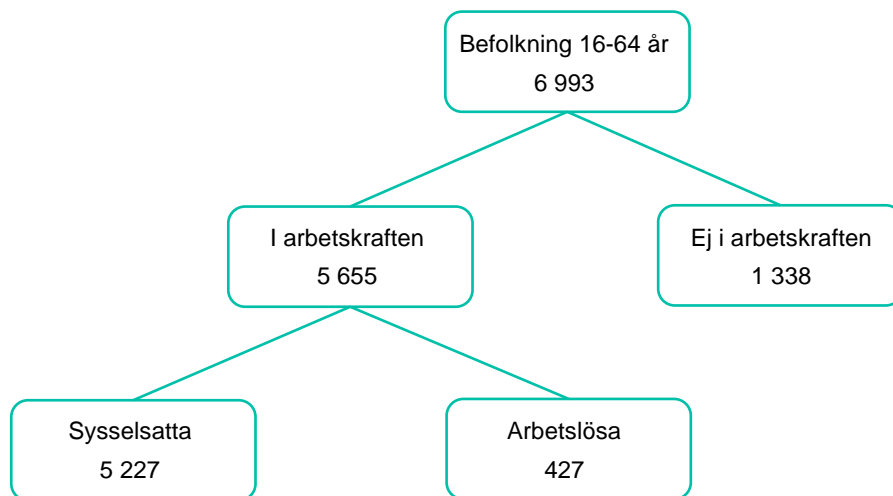 Befolkning 16-64 år
6 993
I arbetskraften
5 655
Ej i arbetskraften
1 338
Sysselsatta
5 227
Arbetslösa
427